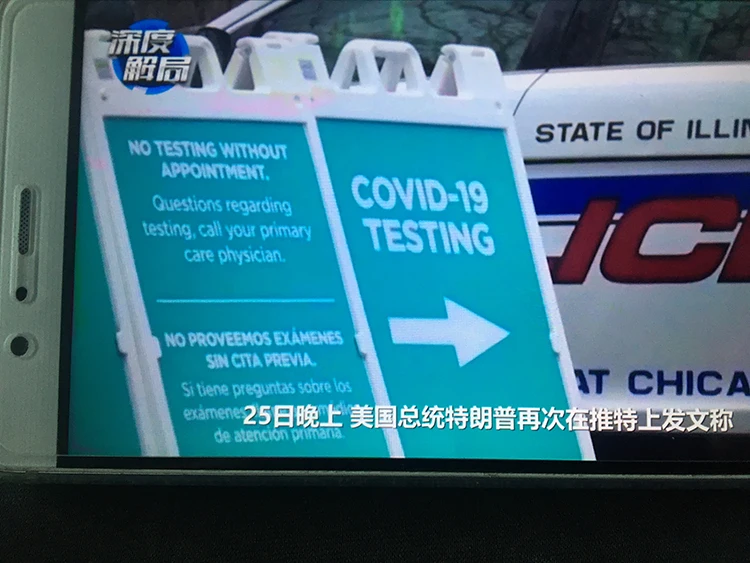 深度
解局
NO TESTING WITHOUT
APPOINTMENT.
Questions regarding
testing, call your primary
care physician.
NO PROVEEMOS EXÁMENES
SIN CITA PREVIA.
Si tiene preguntas sobre los
exámenes
de atención primaria.
COVID-19
TESTING
STATE OF ILLIN
ICE
AT CHICA
25日晚上 美国总统特朗普再次在推特上发文称